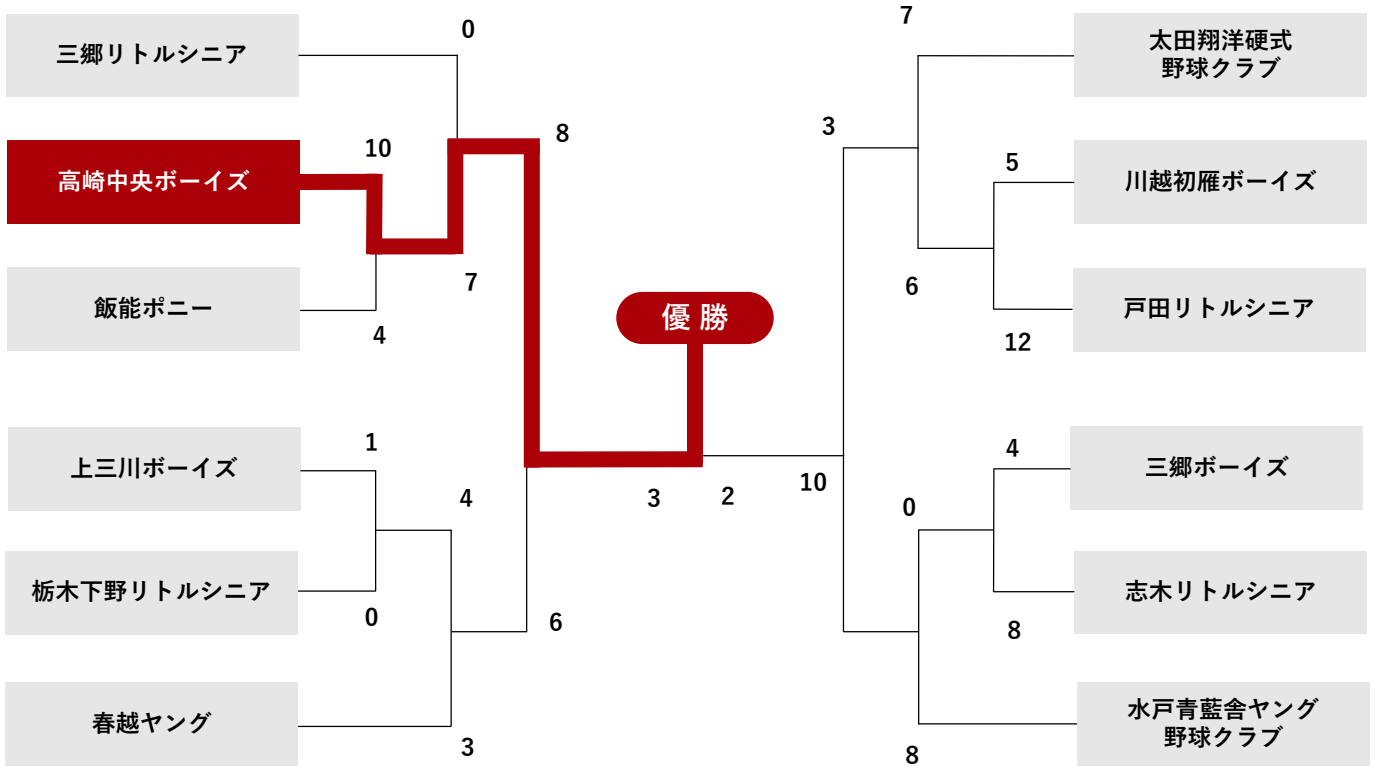 0
三郷リトルシニア
10
高崎中央ボーイズ
8
7
飯能ポニー
4
優勝
1
上三川ボーイズ
4
栃木下野リトルシニア
0
6
春越ヤング
3
3
2
7
太田翔洋硬式
野球クラブ
3
5
川越初雁ボーイズ
6
戸田リトルシニア
12
10
4
三郷ボーイズ
0
志木リトルシニア
8
水戸青藍舎ヤング
野球クラブ
8